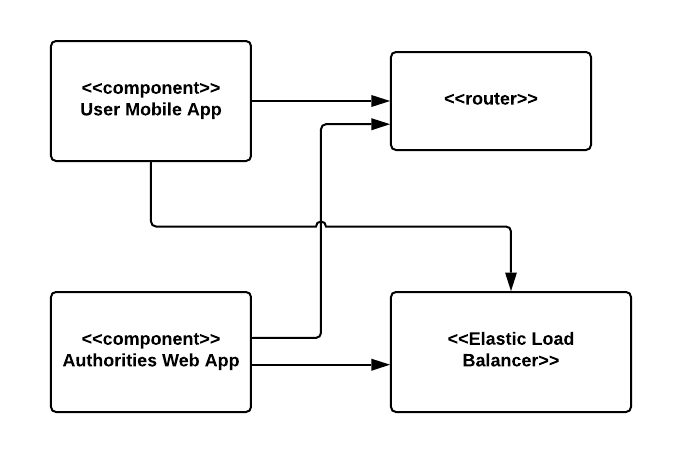 <<component>>
User Mobile App
<<router>>
<<component>>
Authorities Web App
<<Elastic Load
Balancer>>